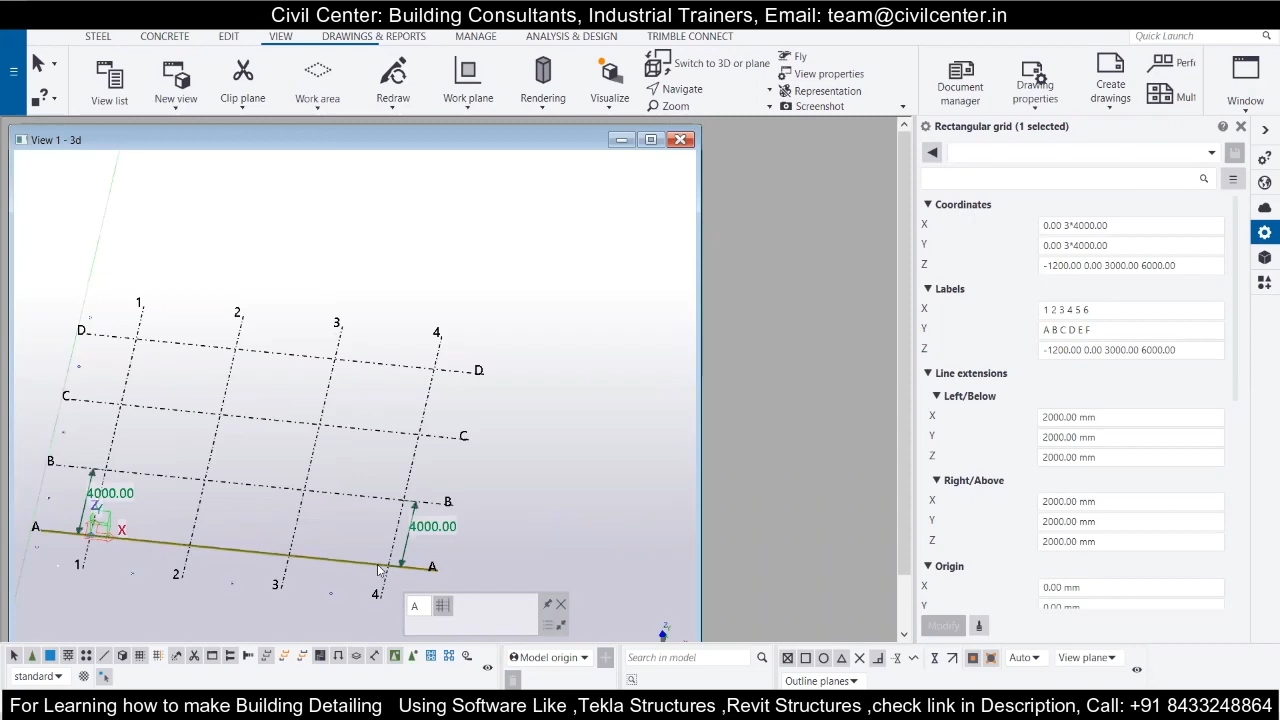 Civil Center: Building Consultants, Industrial Trainers, Email: team@civilcenter.in
STEEL CONCRETE EDIT VIEW DRAWINGS & REPORTS MANAGE ANALYSIS & DESIGN TRIMBLE CONNECT Quick Launch
View list New view Clip plane Work area Redraw Work plane Rendering Visualize
Switch to 3D or plane
Navigate
Zoom
Fly
View properties
Representation
Screenshot
Document manager
Drawing properties
Create drawings
Perf
Mult
Window
View 1 - 3d
Rectangular grid (1 selected)
Coordinates
X 0.00 3*4000.00
Y 0.00 3*4000.00
Z -1200.00 0.00 3000.00 6000.00
Labels
X 1 2 3 4 5 6
Y A B C D E F
Z -1200.00 0.00 3000.00 6000.00
Line extensions
Left/Below
X 2000.00 mm
Y 2000.00 mm
Z 2000.00 mm
Right/Above
X 2000.00 mm
Y 2000.00 mm
Z 2000.00 mm
Origin
X 0.00 mm
Y 0.00 mm
Modify
1 2 3 4
D D
C C
B B
4000.00 4000.00
Z X
A A
1 2 3 4
A
Model origin Search in model Auto View plane
standard Outline planes
For Learning how to make Building Detailing Using Software Like ,Tekla Structures ,Revit Structures ,check link in Description, Call: +91 8433248864